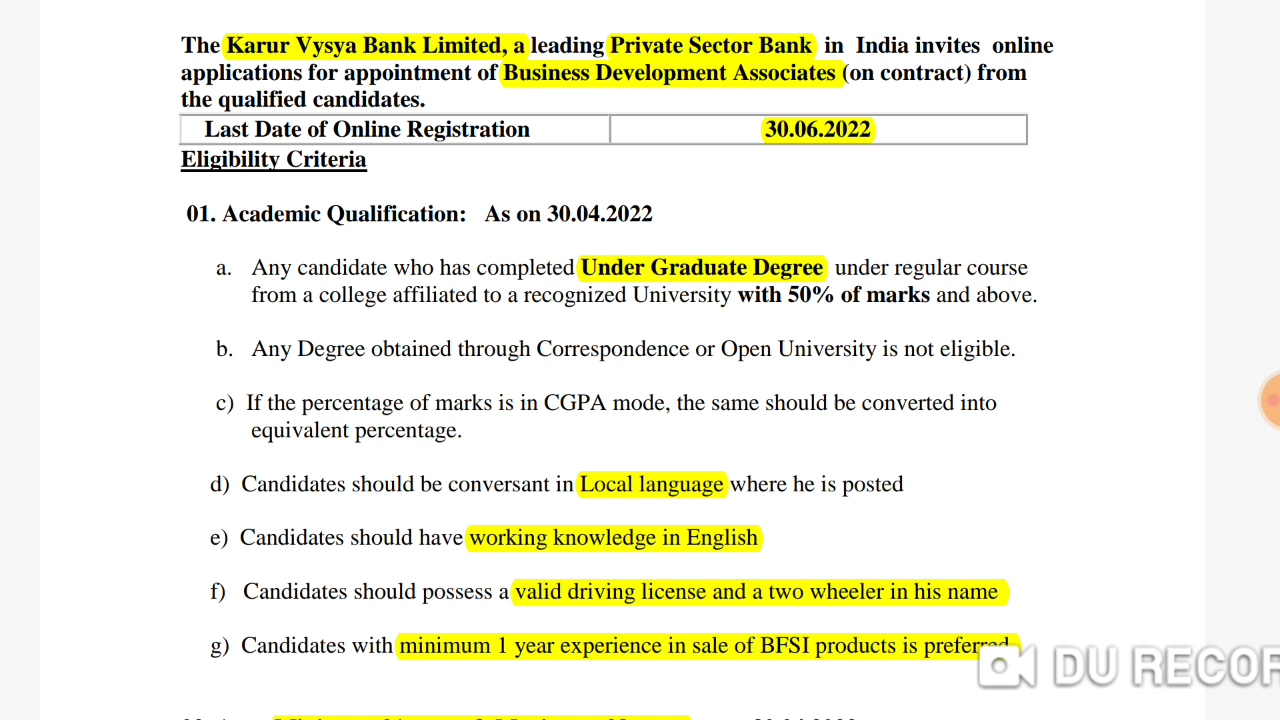 The Karur Vysya Bank Limited, a leading Private Sector Bank in India invites online
applications for appointment of Business Development Associates (on contract) from
the qualified candidates.
Last Date of Online Registration 30.06.2022
Eligibility Criteria
01. Academic Qualification: As on 30.04.2022
a. Any candidate who has completed Under Graduate Degree under regular course
from a college affiliated to a recognized University with 50% of marks and above.
b. Any Degree obtained through Correspondence or Open University is not eligible.
c) If the percentage of marks is in CGPA mode, the same should be converted into
equivalent percentage.
d) Candidates should be conversant in Local language where he is posted
e) Candidates should have working knowledge in English
f) Candidates should possess a valid driving license and a two wheeler in his name
g) Candidates with minimum 1 year experience in sale of BFSI products is preferred
DU RECOR